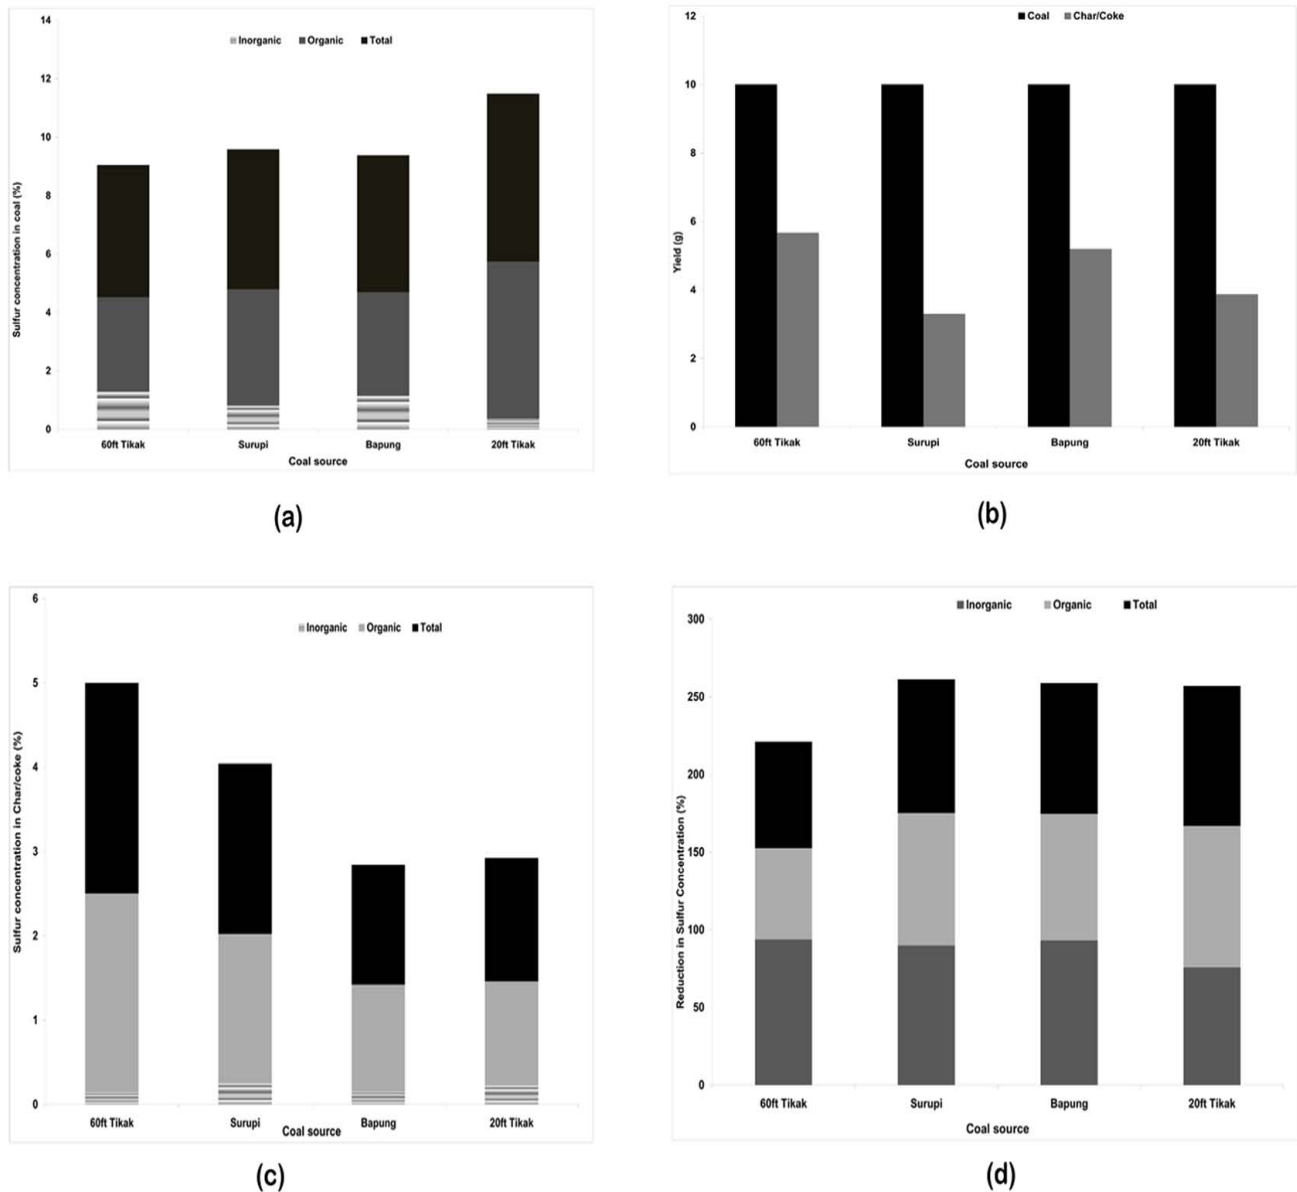 14
12
10
8
6
4
2
0
Sulfur concentration in coal (%)
Inorganic Organic Total
60ft Tikak Surupi Bapung 20ft Tikak
Coal source
(a)
12
10
8
6
4
2
0
Yield (g)
Coal Char/Coke
60ft Tikak Surupi Bapung 20ft Tikak
Coal source
(b)
6
5
4
3
2
1
0
Sulfur concentration in Char/coke (%)
Inorganic Organic Total
60ft Tikak Surupi Bapung 20ft Tikak
Coal source
(c)
300
250
200
150
100
50
0
Reduction in Sulfur Concentration (%)
Inorganic Organic Total
60ft Tikak Surupi Bapung 20ft Tikak
Coal source
(d)